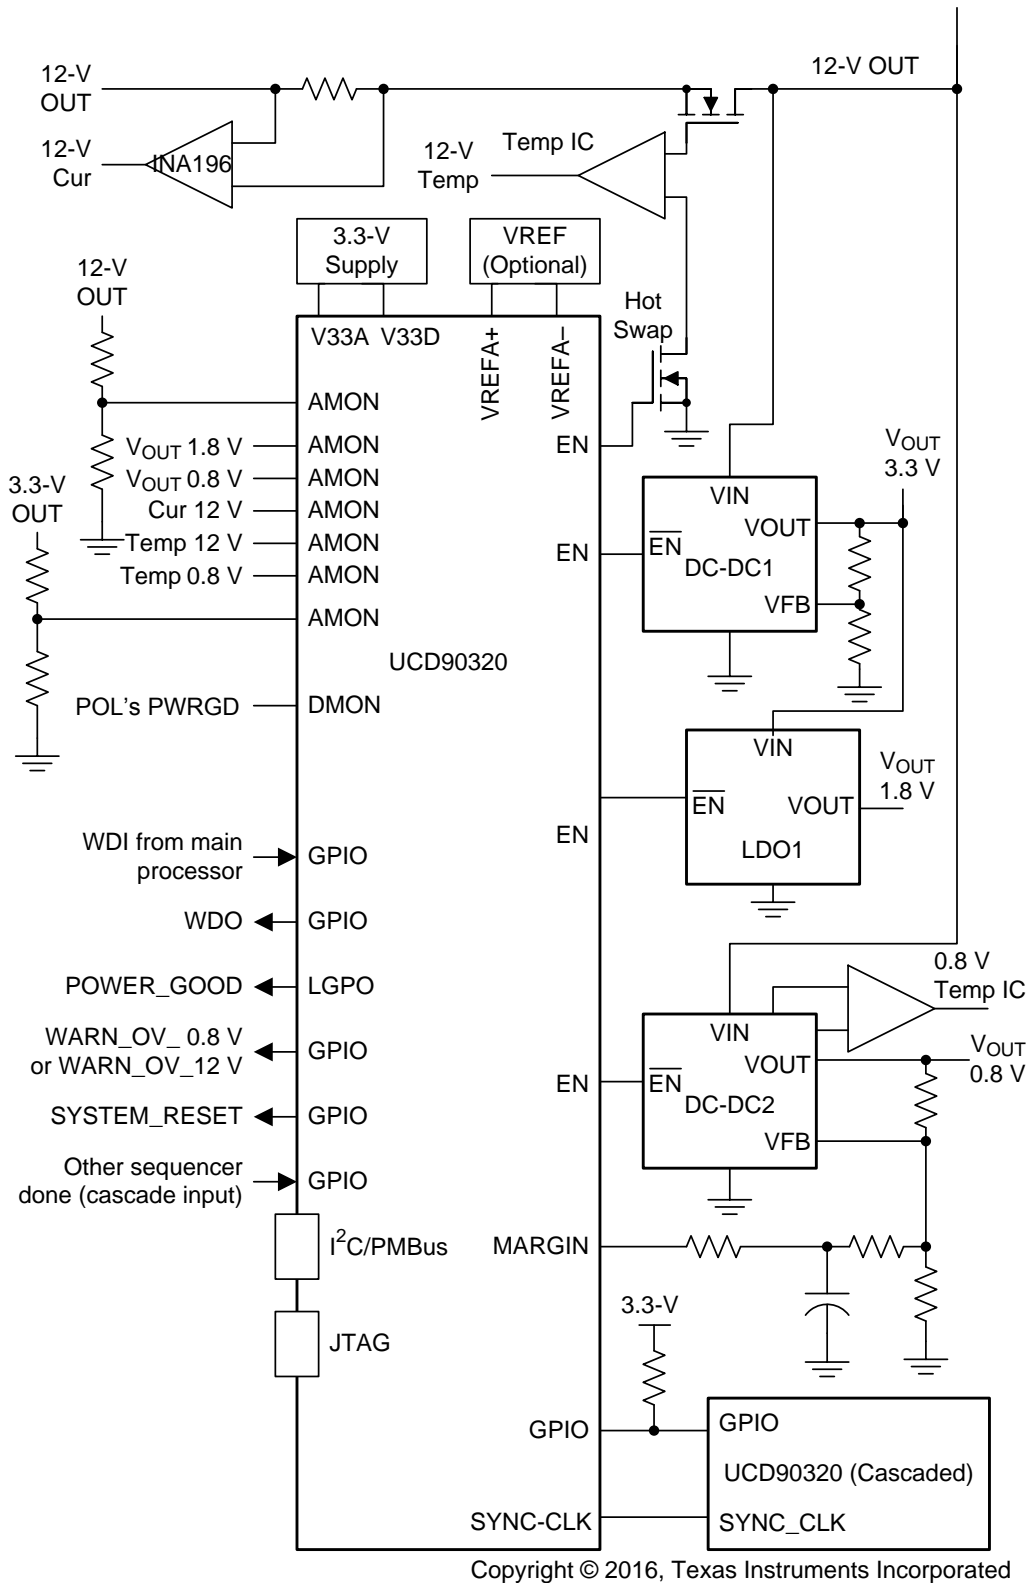 12-V
OUT
12-V OUT
12-V
Cur
INA196
Temp IC
12-V
Temp
3.3-V
Supply
VREF
(Optional)
12-V
OUT
Hot
Swap
V33A V33D
VREFA+
VREFA–
AMON
EN
VOUT 1.8 V
AMON
VOUT 0.8 V
AMON
Cur 12 V
AMON
Temp 12 V
AMON
Temp 0.8 V
AMON
3.3-V
OUT
AMON
VOUT
3.3 V
VIN
VOUT
EN
EN
DC-DC1
VFB
UCD90320
POL's PWRGD
DMON
VIN
EN
VOUT
VOUT
1.8 V
EN
LDO1
WDI from main
processor
GPIO
WDO
GPIO
POWER_GOOD
LGPO
WARN_OV_ 0.8 V
or WARN_OV_12 V
GPIO
SYSTEM_RESET
GPIO
Other sequencer
done (cascade input)
GPIO
0.8 V
Temp IC
VIN
VOUT
VOUT
0.8 V
EN
EN
DC-DC2
VFB
I2C/PMBus
MARGIN
JTAG
3.3-V
GPIO
GPIO
UCD90320 (Cascaded)
SYNC-CLK
SYNC_CLK
Copyright © 2016, Texas Instruments Incorporated